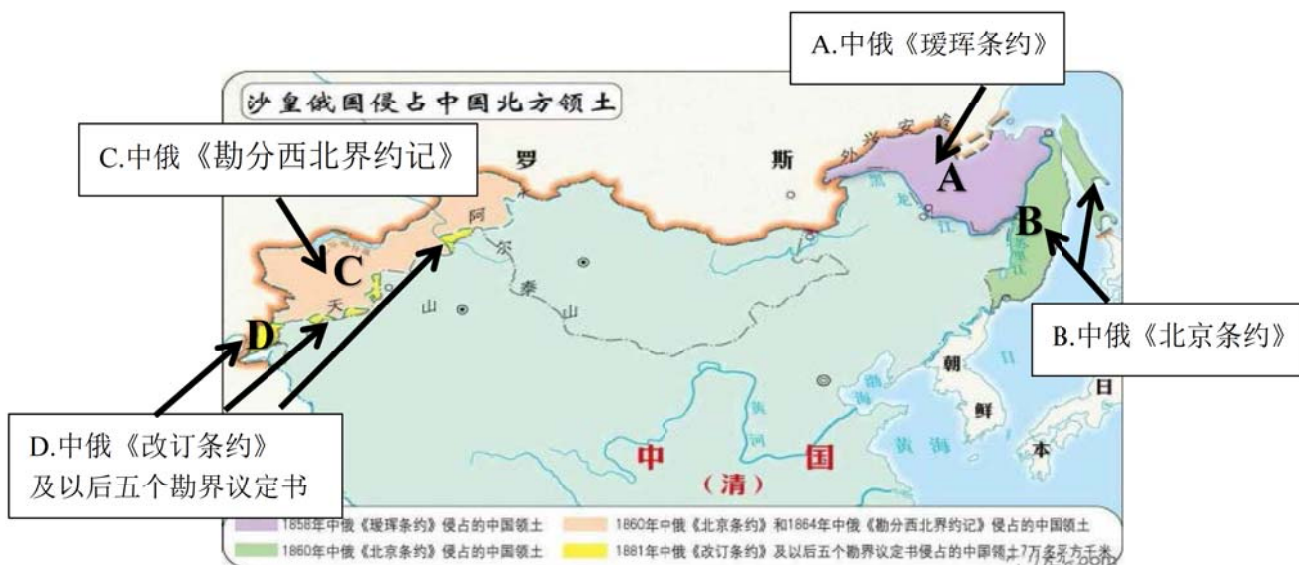 A.中俄《瑷珲条约》
沙皇俄国侵占中国北方领土
C.中俄《勘分西北界约记》
罗
斯
外兴安岭
A
黑龙江
B
乌苏里江
阿尔泰山
C
天
山
D
B.中俄《北京条约》
朝鲜
日
日本
渤海
黄河
黄海
中国
（清）
D.中俄《改订条约》
及以后五个勘界议定书
1858年中俄《瑷珲条约》侵占的中国领土
1860年中俄《北京条约》和1864年中俄《勘分西北界约记》侵占的中国领土
1860年中俄《北京条约》侵占的中国领土
1881年中俄《改订条约》及以后五个勘界议定书侵占的中国领土7万多平方千米